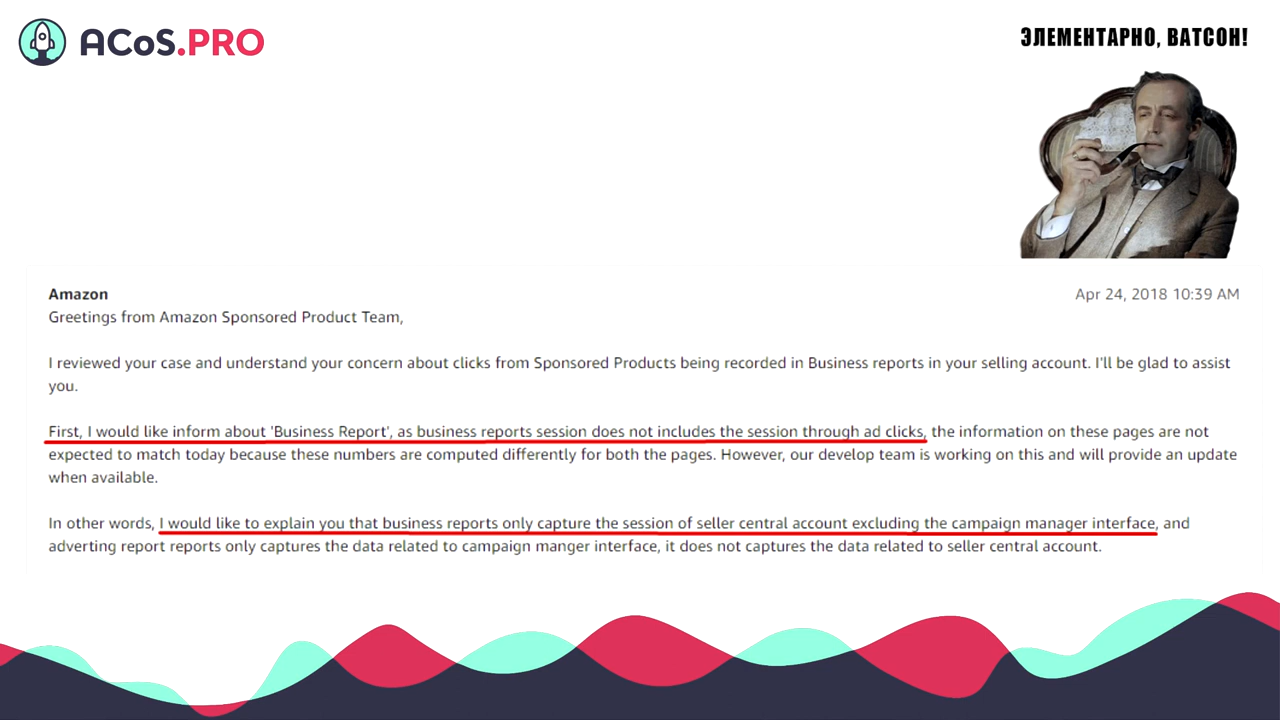 ACoS.PRO
ЭЛЕМЕНТАРНО, ВАТСОН!
Amazon
Apr 24, 2018 10:39 AM
Greetings from Amazon Sponsored Product Team,
I reviewed your case and understand your concern about clicks from Sponsored Products being recorded in Business reports in your selling account. I'll be glad to assist
you.
First, I would like inform about 'Business Report', as business reports session does not includes the session through ad clicks, the information on these pages are not
expected to match today because these numbers are computed differently for both the pages. However, our develop team is working on this and will provide an update
when available.
In other words, I would like to explain you that business reports only capture the session of seller central account excluding the campaign manager interface, and
adverting report reports only captures the data related to campaign manger interface, it does not captures the data related to seller central account.